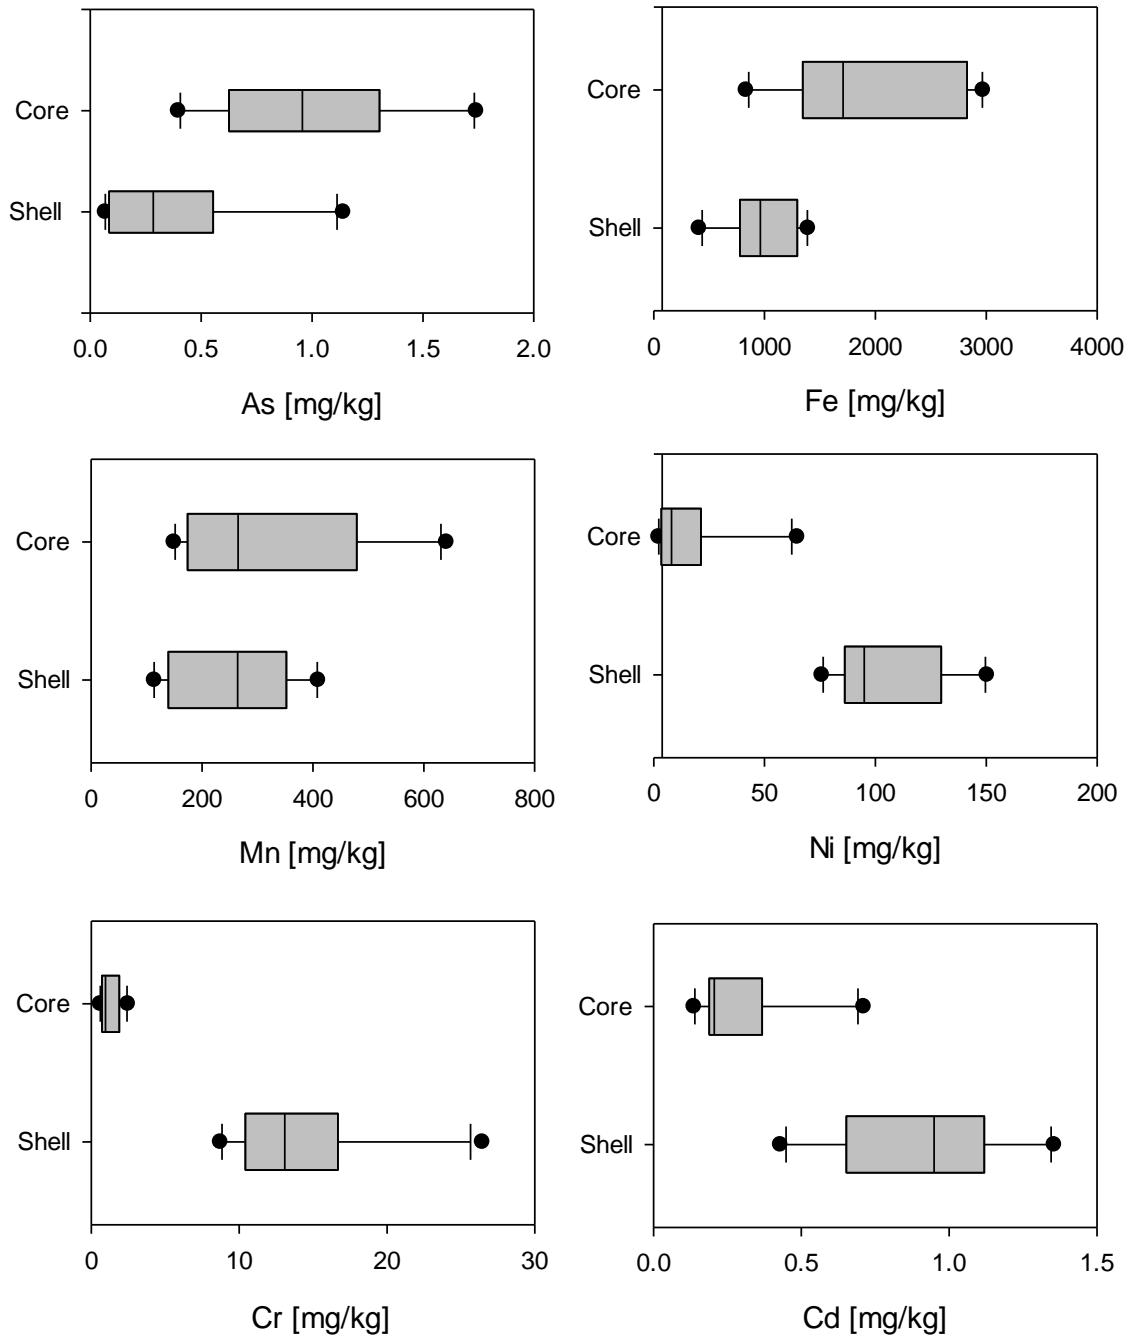 Core
Shell
0.0 0.5 1.0 1.5 2.0
As [mg/kg]
Core
Shell
0 1000 2000 3000 4000
Fe [mg/kg]
Core
Shell
0 200 400 600 800
Mn [mg/kg]
Core
Shell
0 50 100 150 200
Ni [mg/kg]
Core
Shell
0 10 20 30
Cr [mg/kg]
Core
Shell
0.0 0.5 1.0 1.5
Cd [mg/kg]